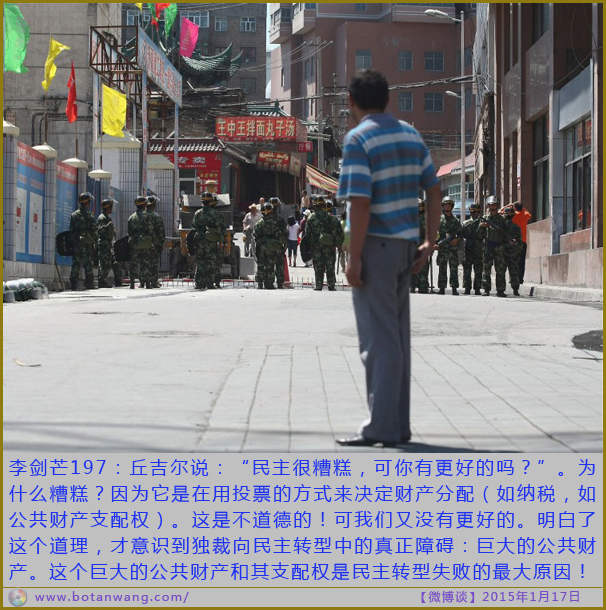 王中王拌面丸子汤
专卖
李剑芒197：丘吉尔说：“民主很糟糕，可你有更好的吗？”。为
什么糟糕？因为它是在用投票的方式来决定财产分配（如纳税，如
公共财产支配权）。这是不道德的！可我们又没有更好的。明白了
这个道理，才意识到独裁向民主转型中的真正障碍：巨大的公共财
产。这个巨大的公共财产和其支配权是民主转型失败的最大原因！
www.botanwang.com/
【微博谈】2015年1月17日